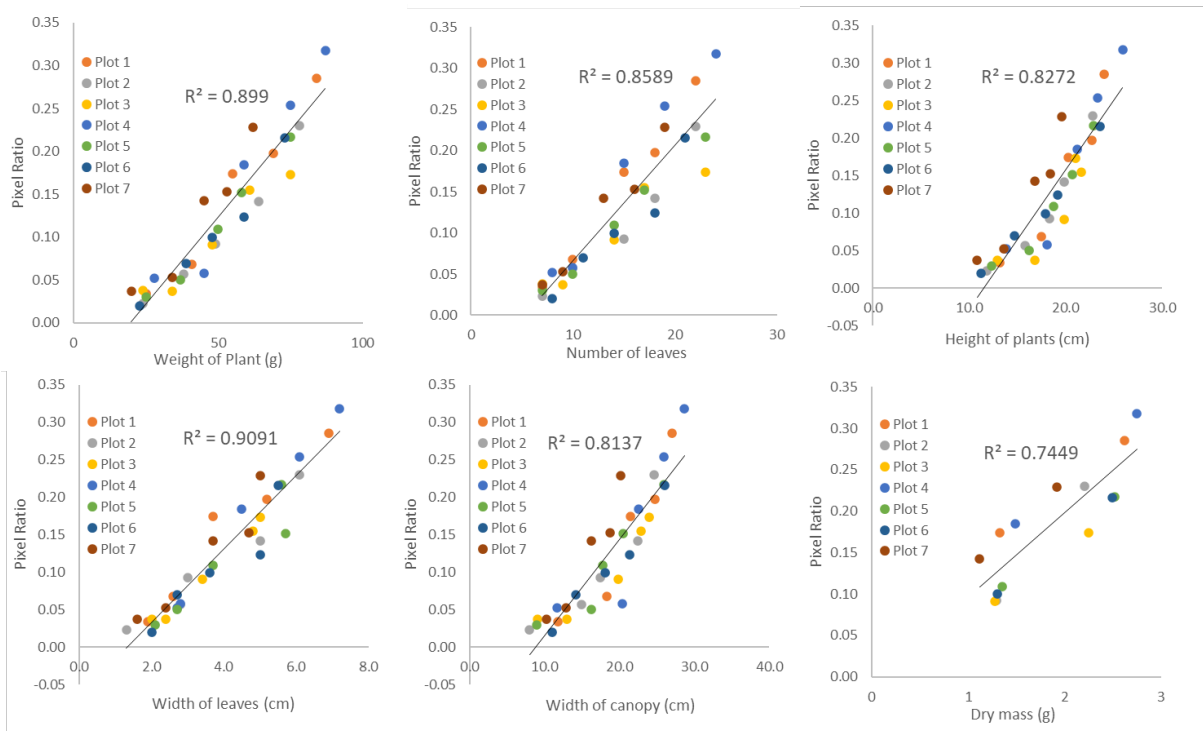 0.35
0.30
0.25
0.20
0.15
0.10
0.05
0.00
Pixel Ratio
Plot 1
Plot 2
Plot 3
Plot 4
Plot 5
Plot 6
Plot 7
R² = 0.899
0 50 100
Weight of Plant (g)
0.35
0.30
0.25
0.20
0.15
0.10
0.05
0.00
Pixel Ratio
Plot 1
Plot 2
Plot 3
Plot 4
Plot 5
Plot 6
Plot 7
R² = 0.8589
0 10 20 30
Number of leaves
0.35
0.30
0.25
0.20
0.15
0.10
0.05
0.00
-0.05
Pixel Ratio
Plot 1
Plot 2
Plot 3
Plot 4
Plot 5
Plot 6
Plot 7
R² = 0.8272
0.0 10.0 20.0 30.0
Height of plants (cm)
0.35
0.30
0.25
0.20
0.15
0.10
0.05
0.00
-0.05
Pixel Ratio
Plot 1
Plot 2
Plot 3
Plot 4
Plot 5
Plot 6
Plot 7
R² = 0.9091
0.0 2.0 4.0 6.0 8.0
Width of leaves (cm)
0.35
0.30
0.25
0.20
0.15
0.10
0.05
0.00
-0.05
Pixel Ratio
Plot 1
Plot 2
Plot 3
Plot 4
Plot 5
Plot 6
Plot 7
R² = 0.8137
0.0 10.0 20.0 30.0 40.0
Width of canopy (cm)
0.35
0.30
0.25
0.20
0.15
0.10
0.05
0.00
Pixel Ratio
Plot 1
Plot 2
Plot 3
Plot 4
Plot 5
Plot 6
Plot 7
R² = 0.7449
0 1 2 3
Dry mass (g)